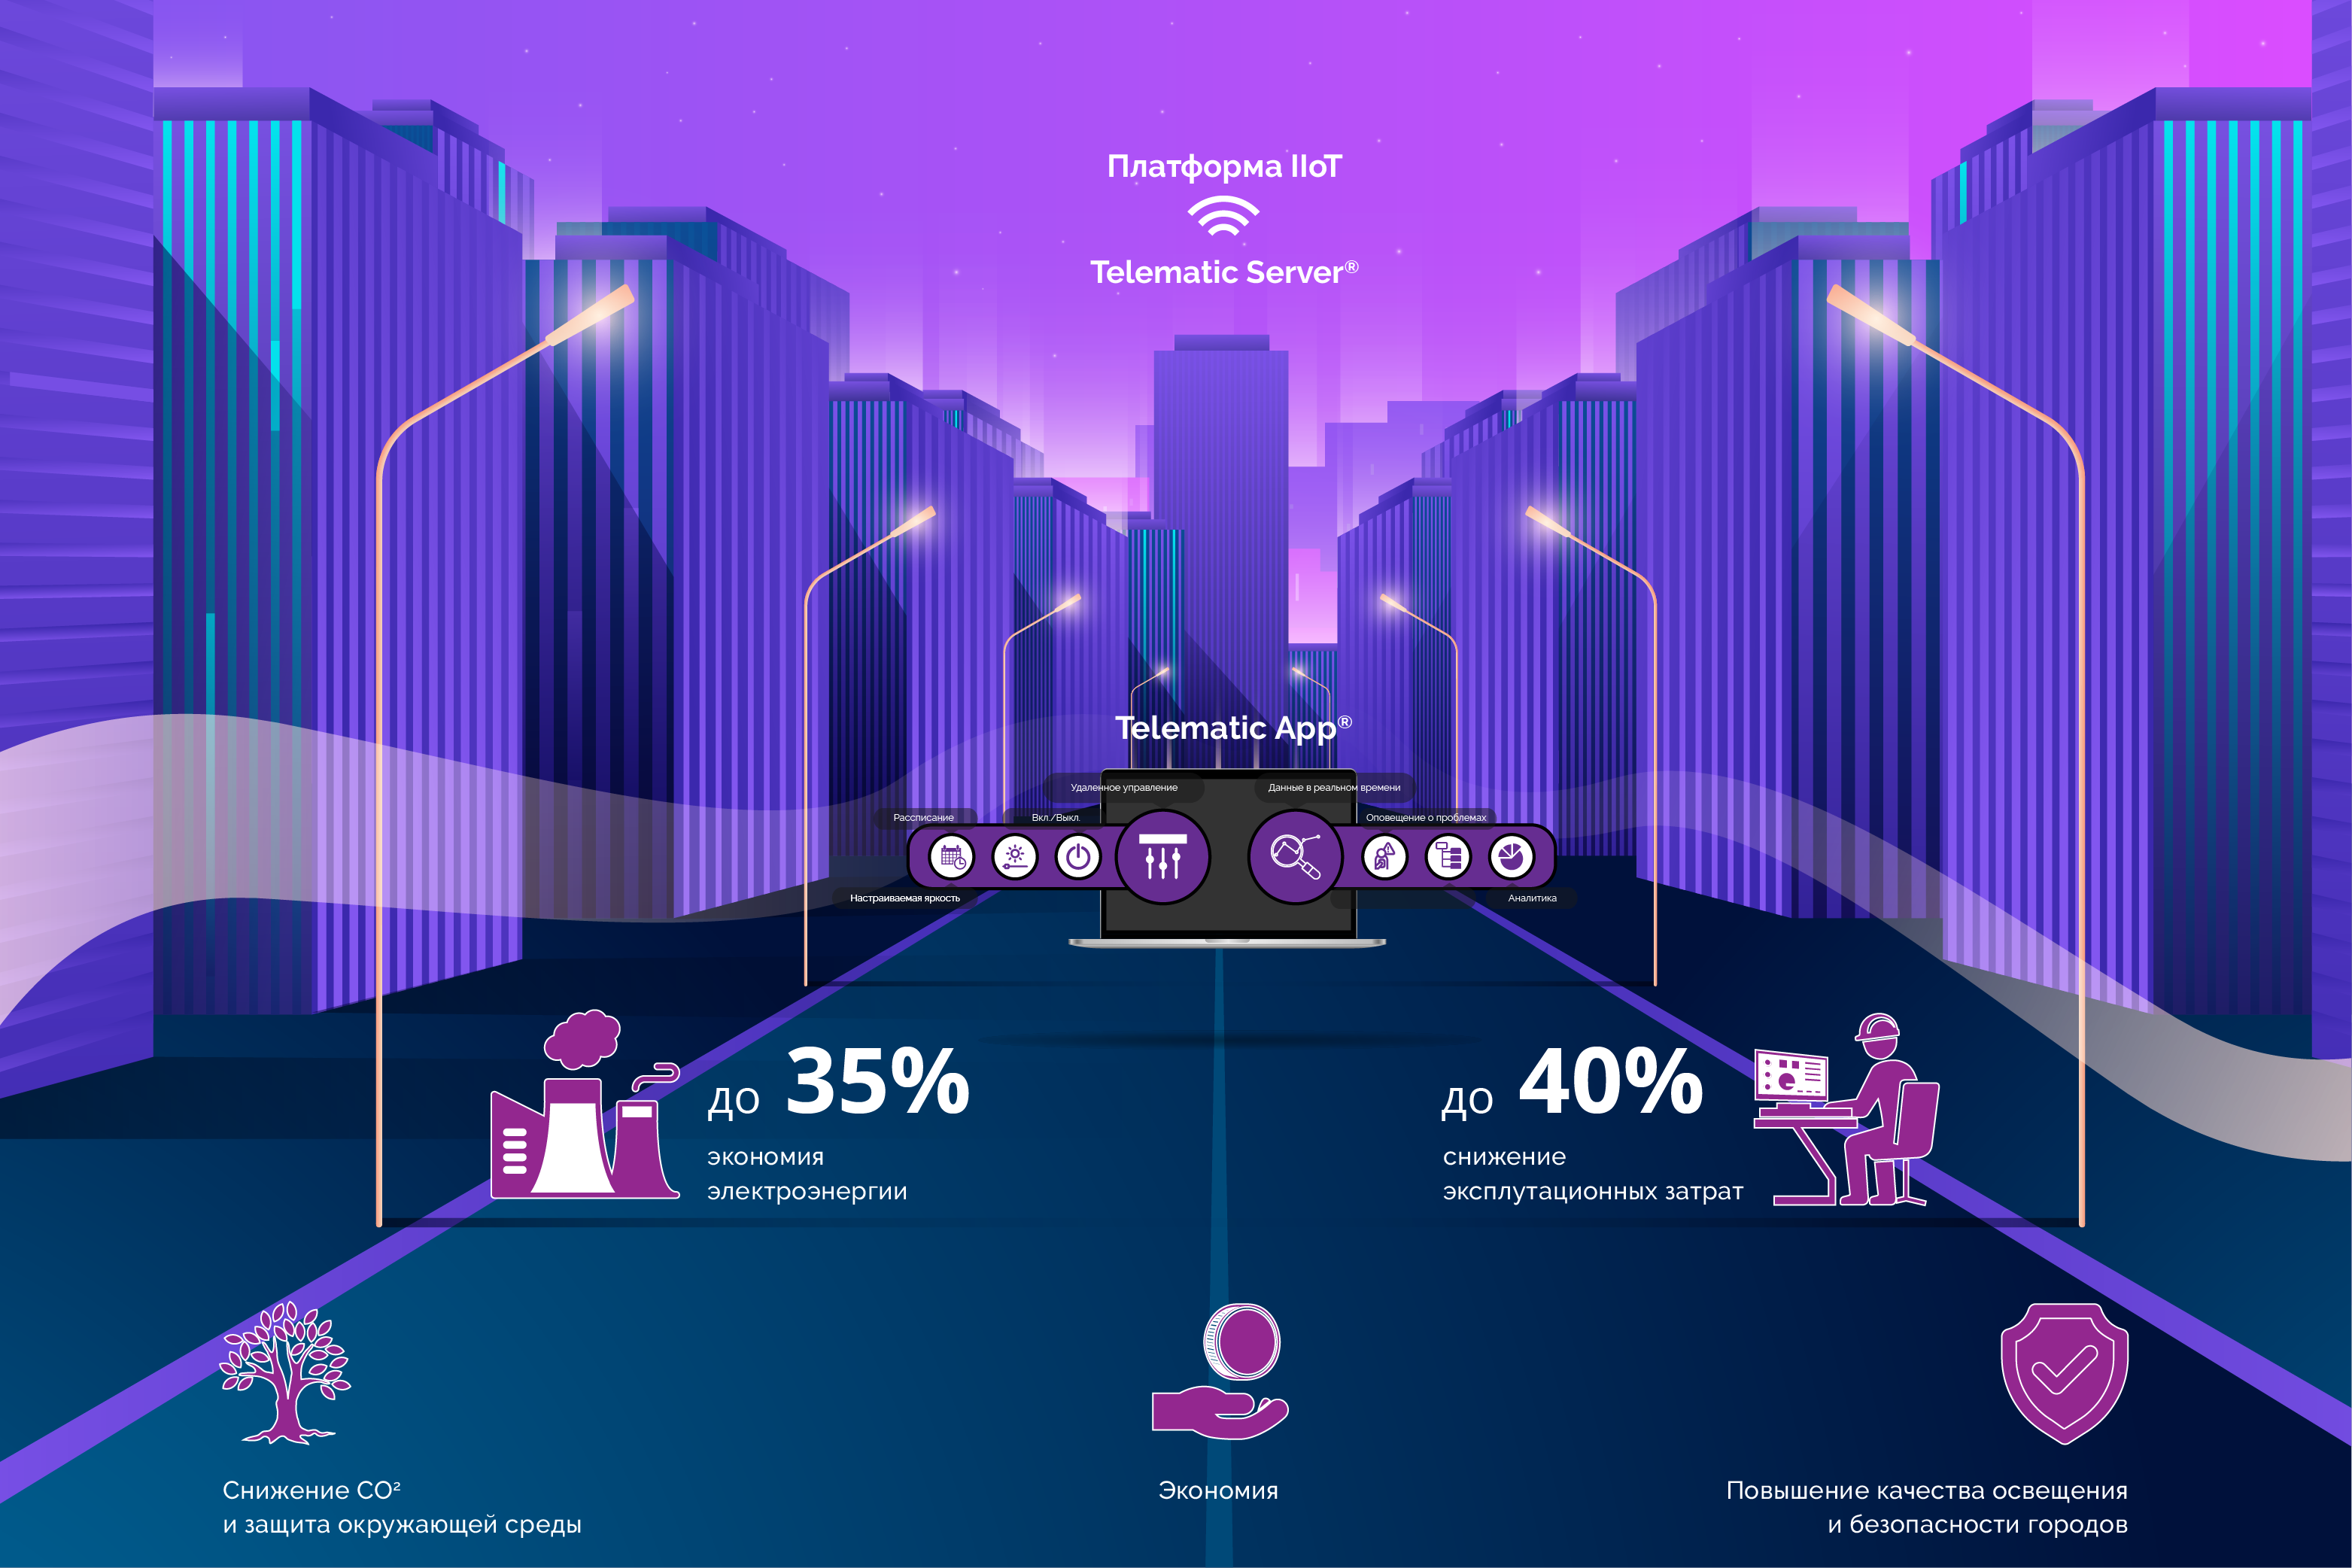 Платформа IIoT
Telematic Server®
Telematic App®
Удаленное управление
Данные в реальном времени
Рассписание
Вкл./Выкл.
Оповещение о проблемах
Настраиваемая яркость
Аналитика
до 35%
экономия
электроэнергии
до 40%
снижение
эксплутационных затрат
Снижение CO²
и защита окружающей среды
Экономия
Повышение качества освещения
и безопасности городов